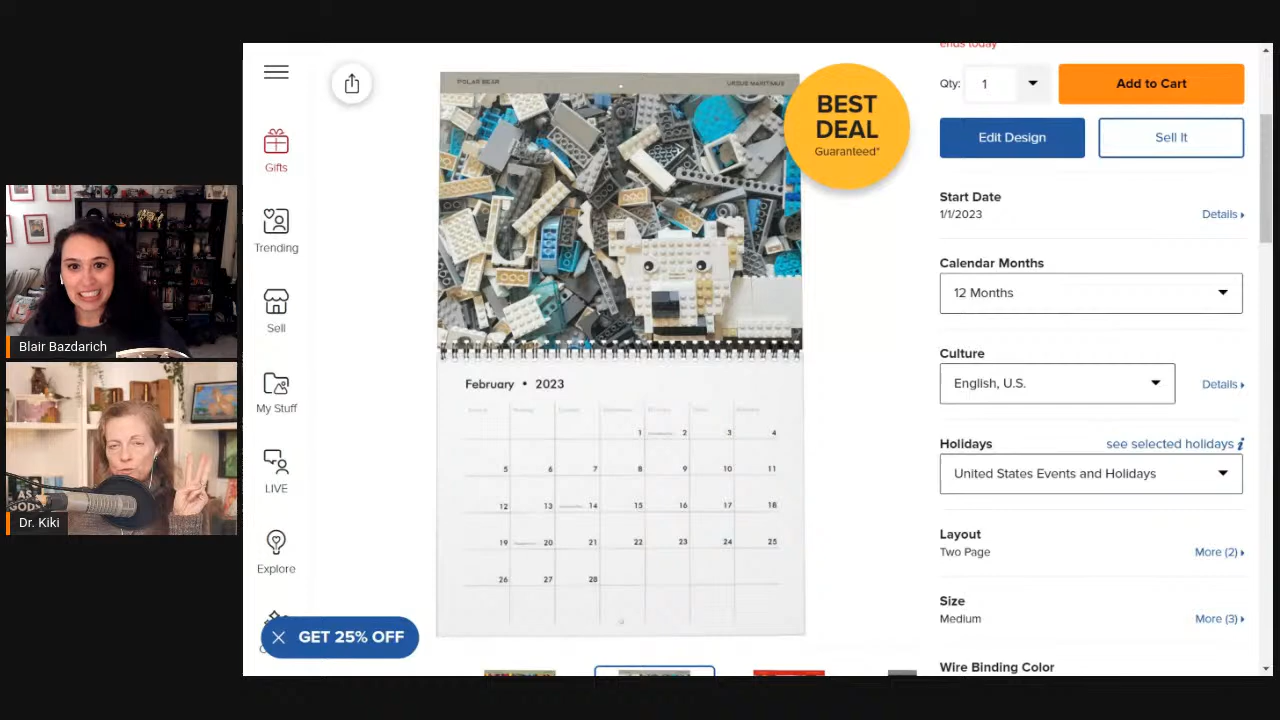 Blair Bazdarich
AS
GODS
Dr. Kiki
Gifts
Trending
Sell
My Stuff
LIVE
Explore
GET 25% OFF
POLAR BEAR
URSUS MARITIMUS
BEST
DEAL
Guaranteed*
February • 2023
1 2 3 4
5 6 7 8 9 10 11
12 13 14 15 16 17 18
19 20 21 22 23 24 25
26 27 28
ends today
Qty: 1
Add to Cart
Edit Design
Sell It
Start Date
1/1/2023
Details
Calendar Months
12 Months
Culture
English, U.S.
Details
Holidays
see selected holidays i
United States Events and Holidays
Layout
Two Page
More (2)
Size
Medium
More (3)
Wire Binding Color